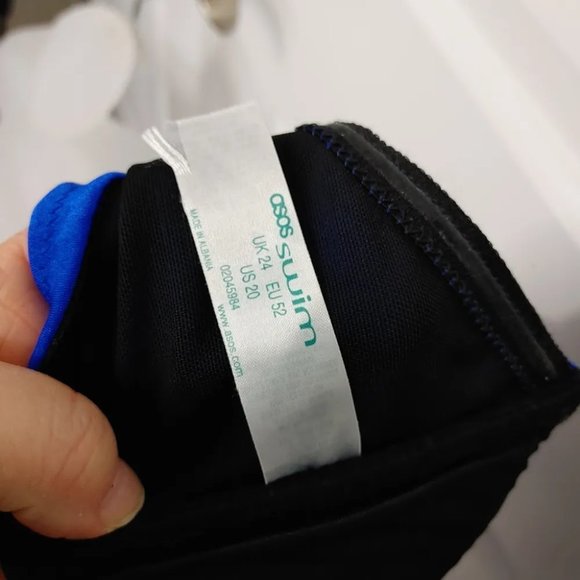 asos swim
UK 24 EU 52
US 20
02045984
www.asos.com
MADE IN ALBANIA